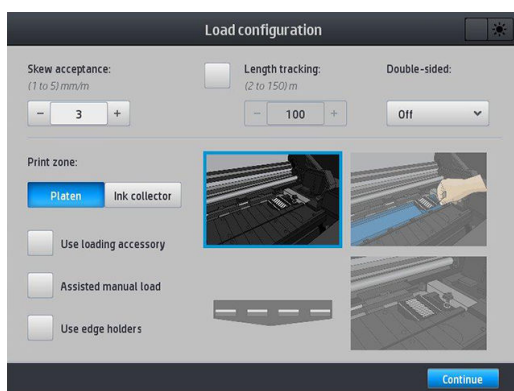 Load configuration
Skew acceptance:
(1 to 5) mm/m
- 3 +
Length tracking:
(2 to 150) m
- 100 +
Double-sided:
Off
Print zone:
Platen
Ink collector
Use loading accessory
Assisted manual load
Use edge holders
Continue